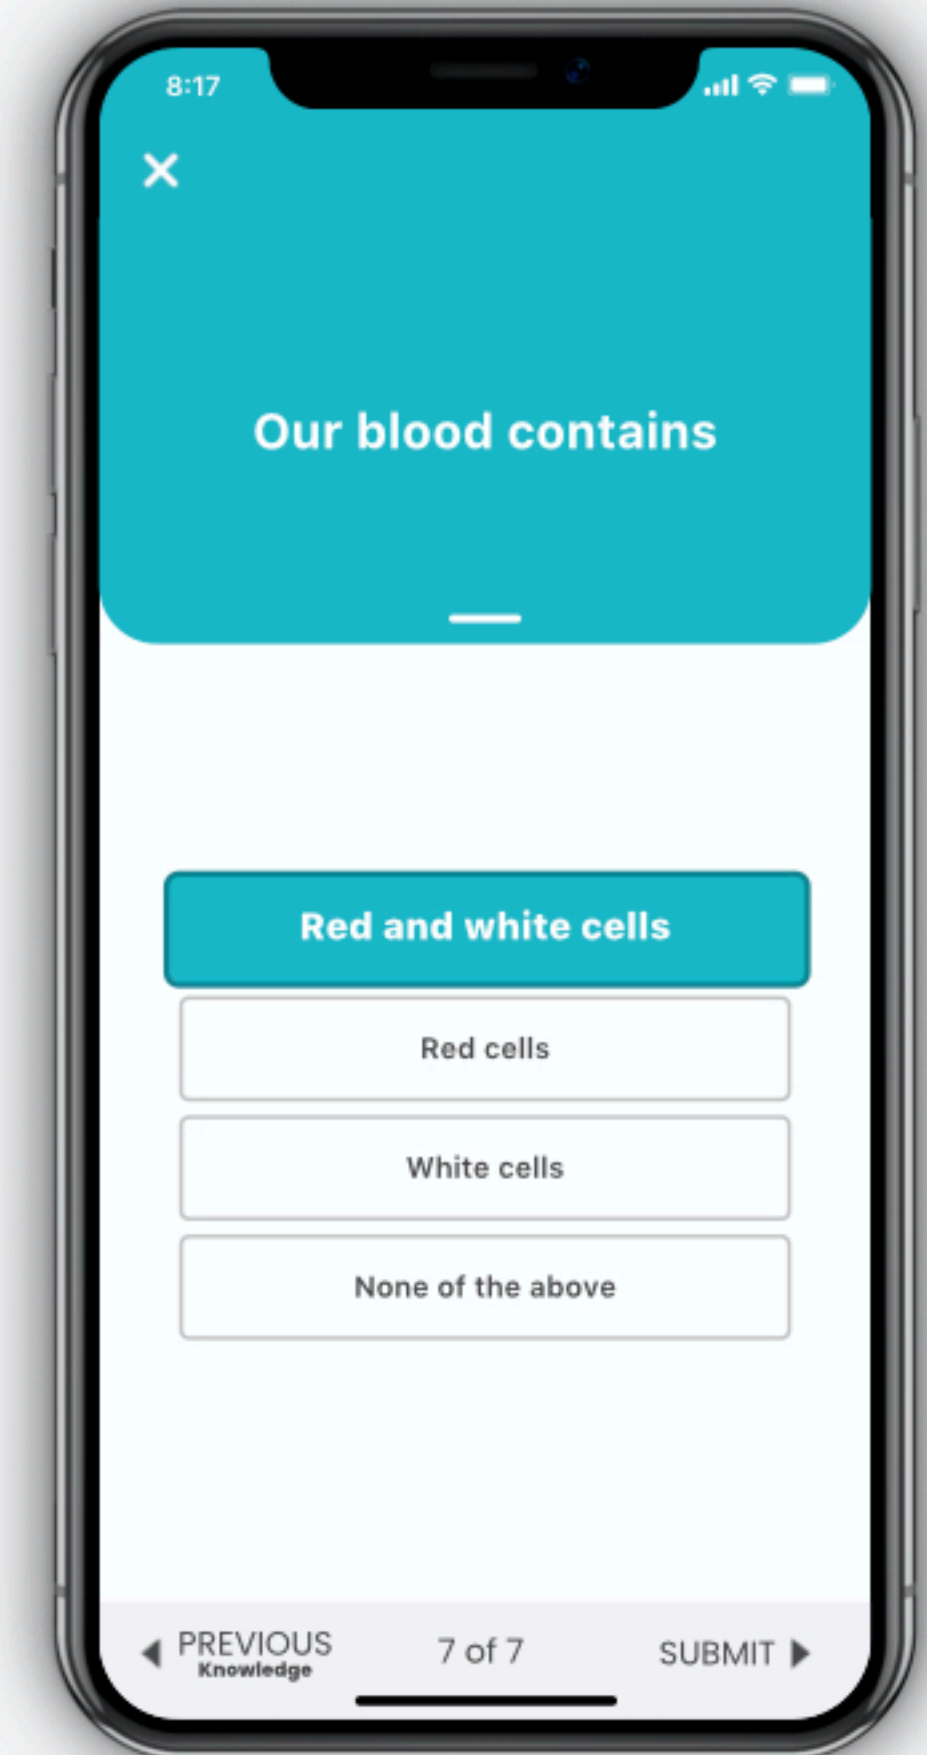 8:17
Our blood contains
Red and white cells
Red cells
White cells
None of the above
PREVIOUS
Knowledge
7 of 7
SUBMIT